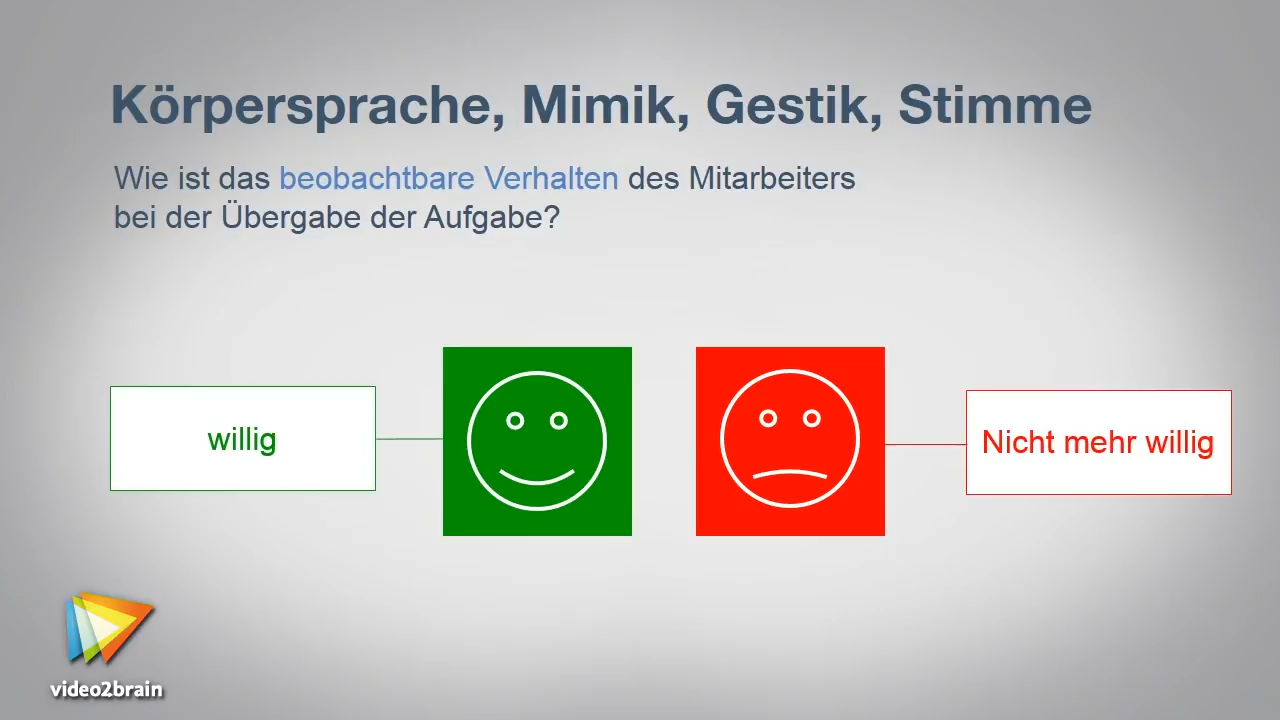 Körpersprache, Mimik, Gestik, Stimme
Wie ist das beobachtbare Verhalten des Mitarbeiters
bei der Übergabe der Aufgabe?
willig
Nicht mehr willig
video2brain